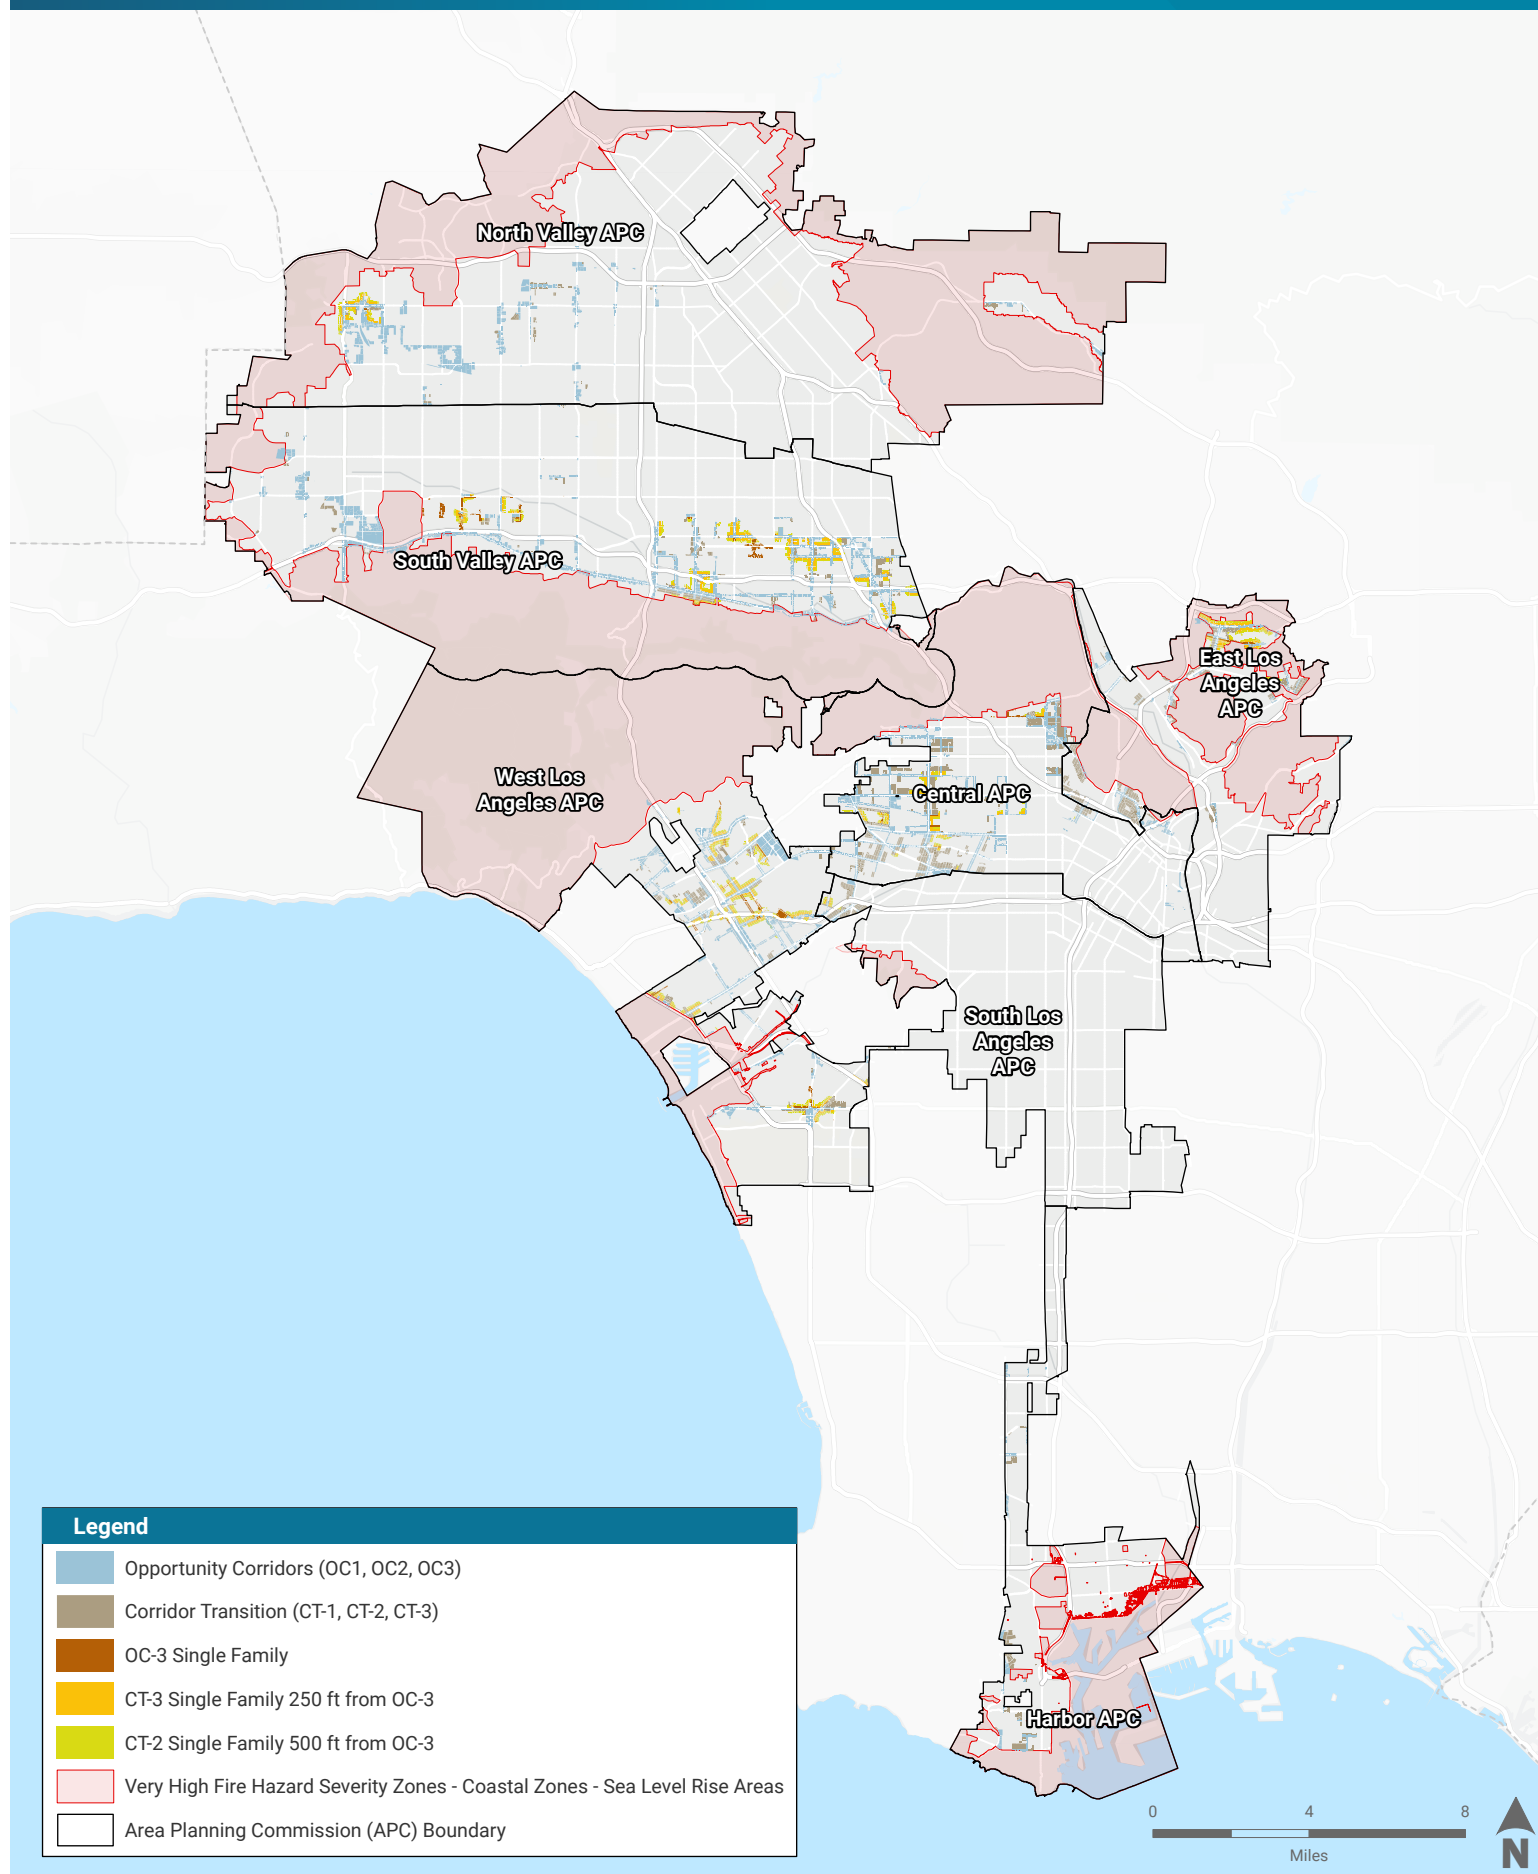 North Valley APC
South Valley APC
East Los
Angeles
APC
West Los
Angeles APC
Central APC
South Los
Angeles
APC
Harbor APC
Legend
Opportunity Corridors (OC1, OC2, OC3)
Corridor Transition (CT-1, CT-2, CT-3)
OC-3 Single Family
CT-3 Single Family 250 ft from OC-3
CT-2 Single Family 500 ft from OC-3
Very High Fire Hazard Severity Zones - Coastal Zones - Sea Level Rise Areas
Area Planning Commission (APC) Boundary
0 4 8
Miles
N